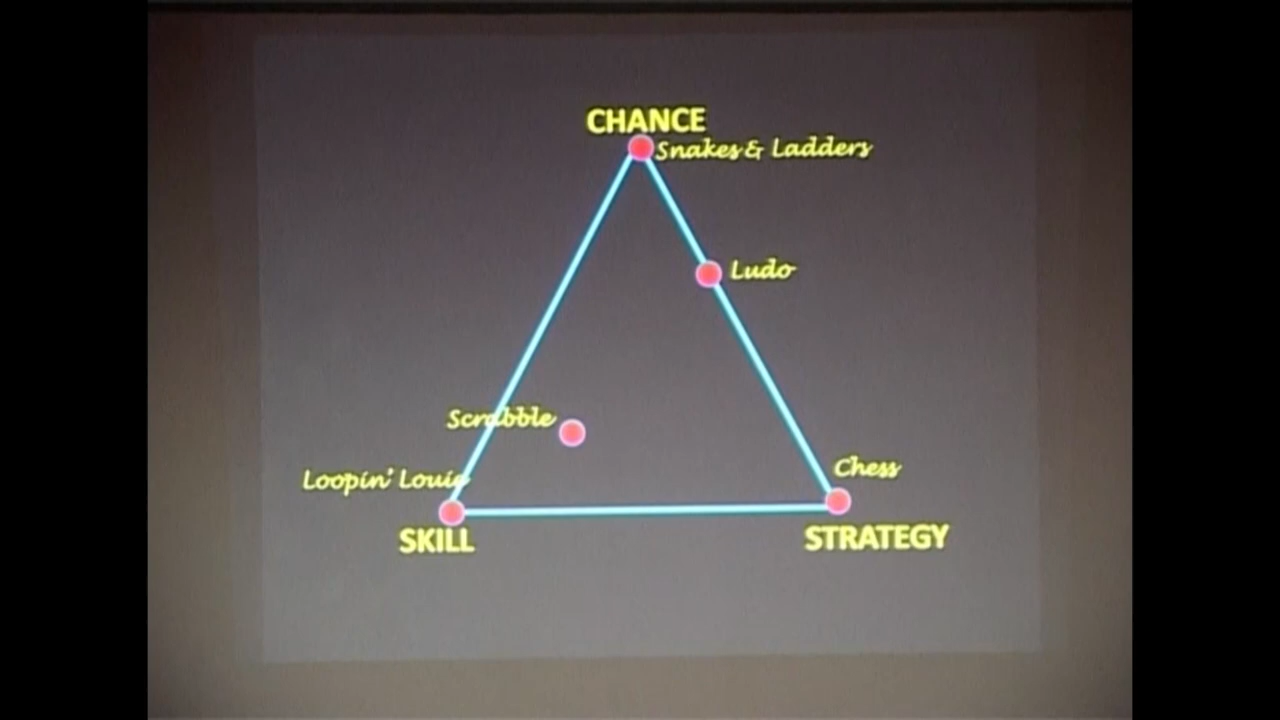 CHANCE
Snakes & Ladders
Ludo
Scrabble
Chess
Loopin' Louie
SKILL
STRATEGY